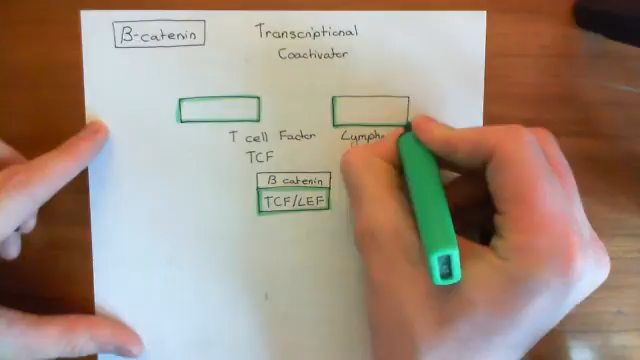 β-catenin
Transcriptional
Coactivator
T cell Factor
TCF
β catenin
TCF/LEF